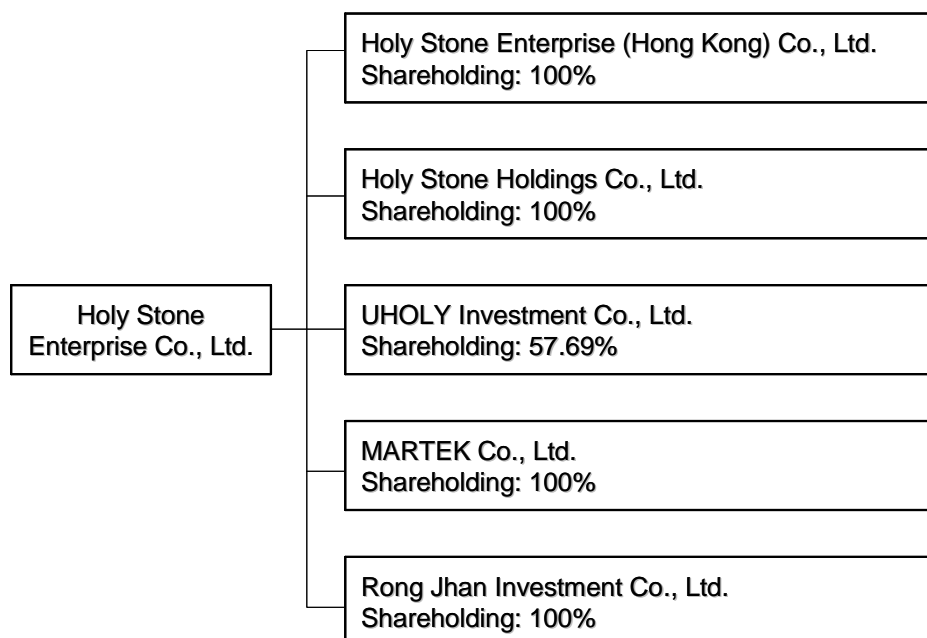 Holy Stone Enterprise (Hong Kong) Co., Ltd.
Shareholding: 100%
Holy Stone Holdings Co., Ltd.
Shareholding: 100%
Holy Stone
Enterprise Co., Ltd.
UHOLY Investment Co., Ltd.
Shareholding: 57.69%
MARTEK Co., Ltd.
Shareholding: 100%
Rong Jhan Investment Co., Ltd.
Shareholding: 100%